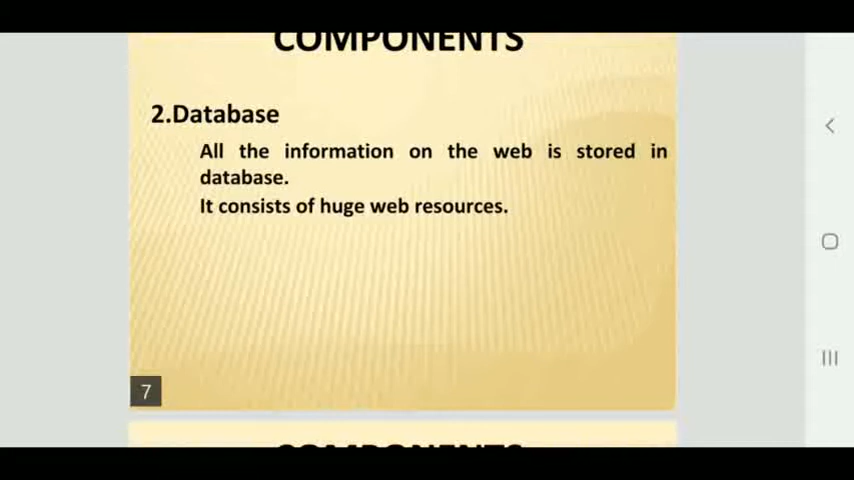 COMPONENTS
2.Database
All the information on the web is stored in
database.
It consists of huge web resources.
7
COMPONENTS